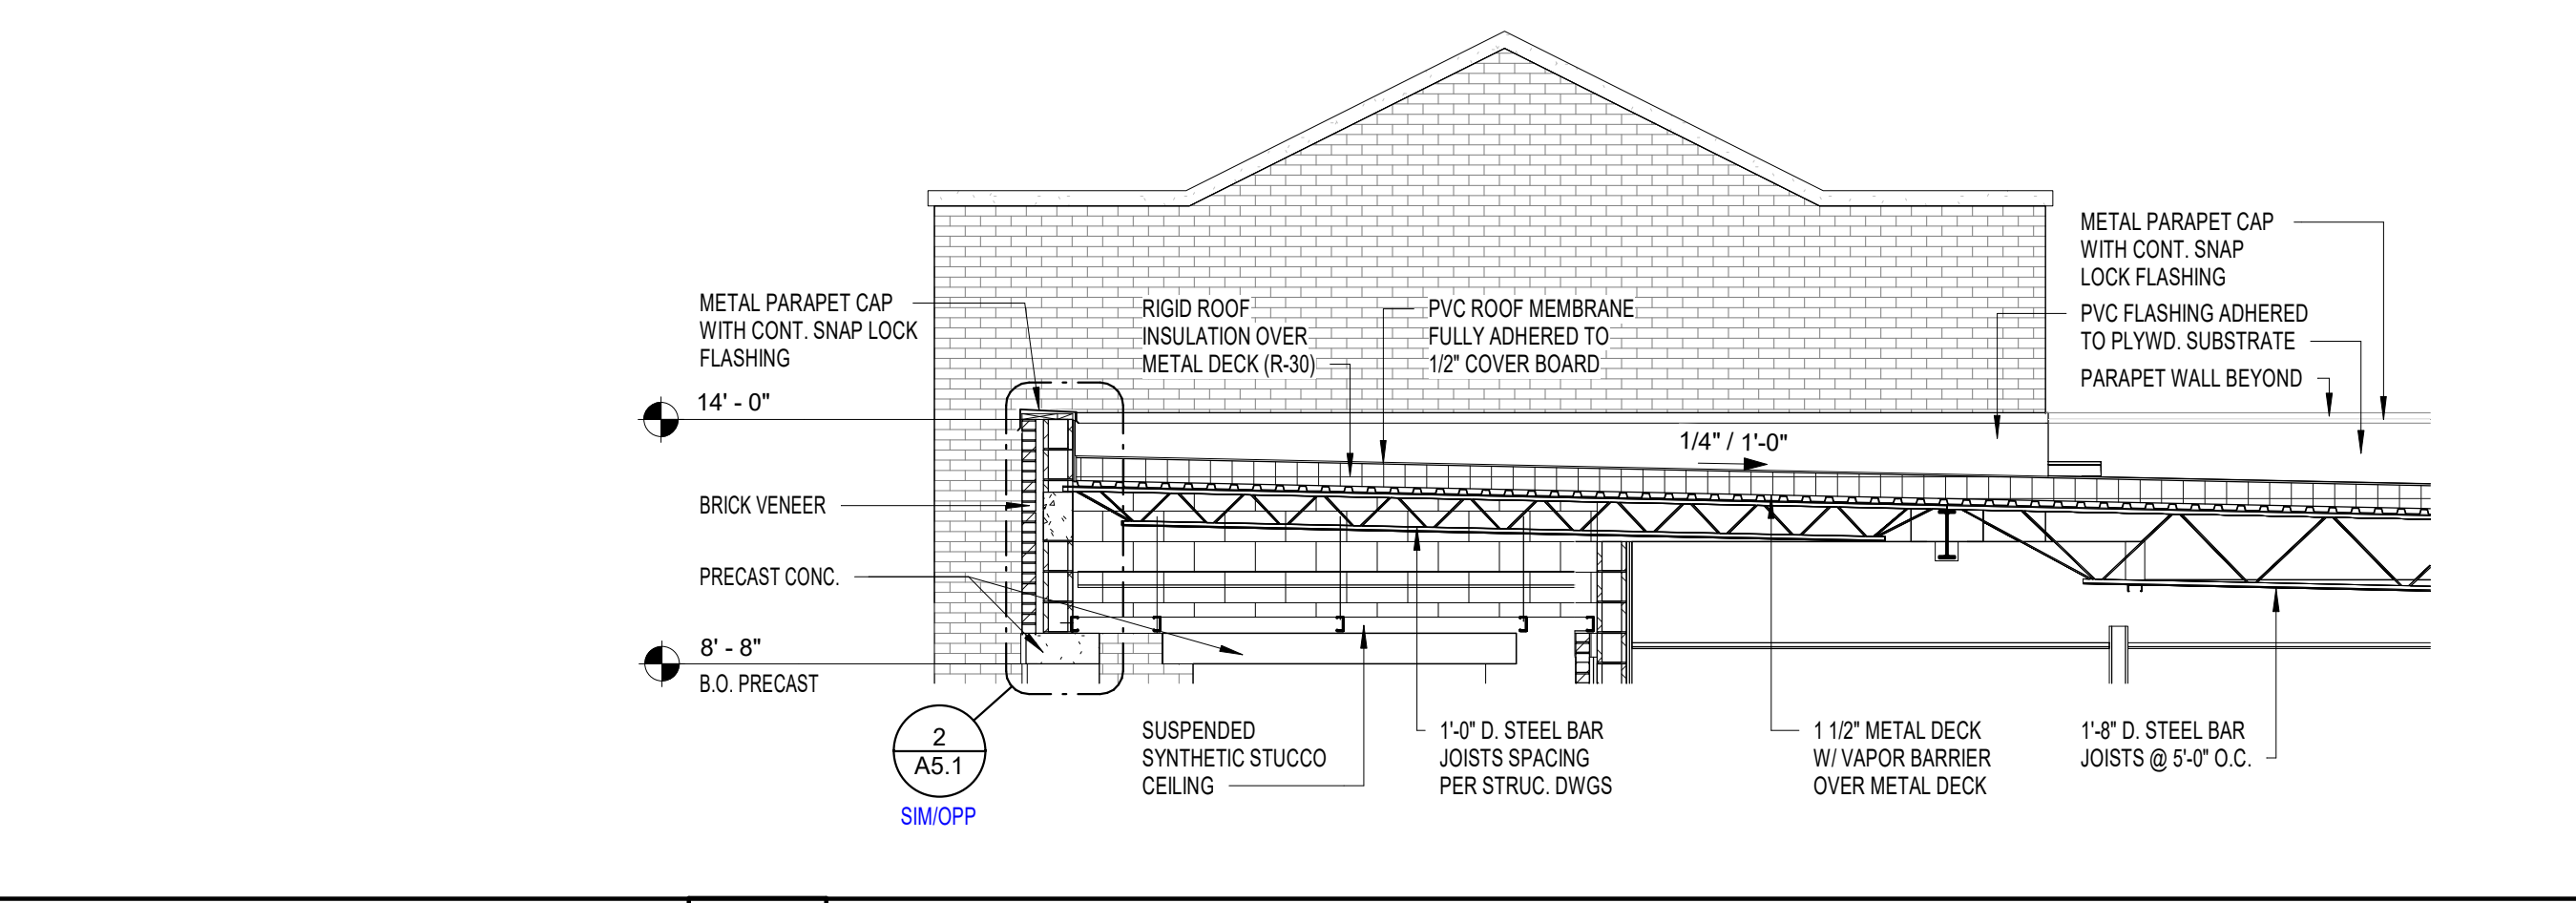 METAL PARAPET CAP
WITH CONT. SNAP
LOCK FLASHING
PVC FLASHING ADHERED
TO PLYWD. SUBSTRATE
PARAPET WALL BEYOND
METAL PARAPET CAP
WITH CONT. SNAP LOCK
FLASHING
RIGID ROOF
INSULATION OVER
METAL DECK (R-30)
PVC ROOF MEMBRANE
FULLY ADHERED TO
1/2" COVER BOARD
14' - 0"
1/4" / 1'-0"
BRICK VENEER
PRECAST CONC.
8' - 8"
B.O. PRECAST
2
A5.1
SIM/OPP
SUSPENDED
SYNTHETIC STUCCO
CEILING
1'-0" D. STEEL BAR
JOISTS SPACING
PER STRUC. DWGS
1 1/2" METAL DECK
W/ VAPOR BARRIER
OVER METAL DECK
1'-8" D. STEEL BAR
JOISTS @ 5'-0" O.C.